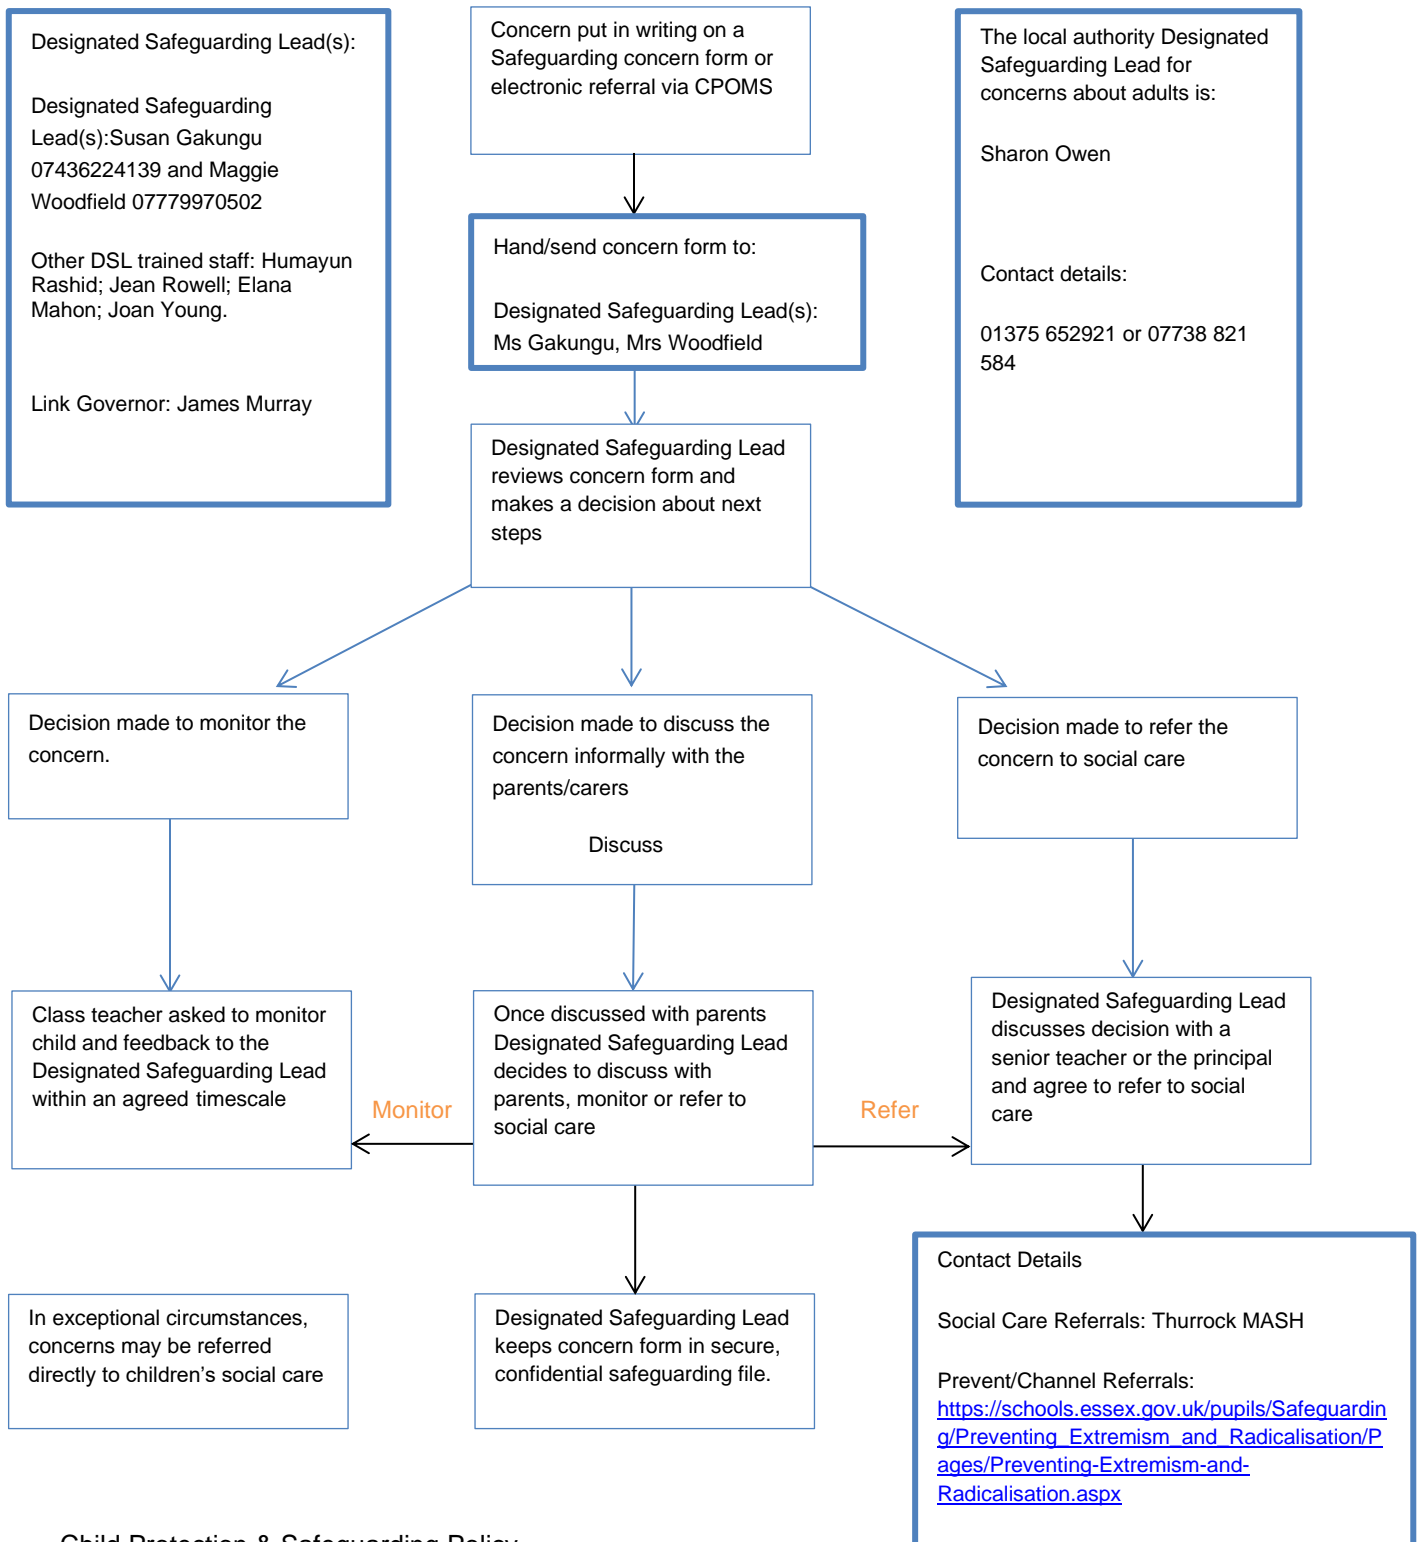 Designated Safeguarding Lead(s):
Designated Safeguarding
Lead(s):Susan Gakungu
07436224139 and Maggie
Woodfield 07779970502
Other DSL trained staff: Humayun
Rashid; Jean Rowell; Elana
Mahon; Joan Young.
Link Governor: James Murray
Concern put in writing on a
Safeguarding concern form or
electronic referral via CPOMS
The local authority Designated
Safeguarding Lead for
concerns about adults is:
Sharon Owen
Contact details:
01375 652921 or 07738 821
584
Hand/send concern form to:
Designated Safeguarding Lead(s):
Ms Gakungu, Mrs Woodfield
Designated Safeguarding Lead
reviews concern form and
makes a decision about next
steps
Decision made to monitor the
concern.
Decision made to discuss the
concern informally with the
parents/carers
Discuss
Decision made to refer the
concern to social care
Class teacher asked to monitor
child and feedback to the
Designated Safeguarding Lead
within an agreed timescale
Monitor
Once discussed with parents
Designated Safeguarding Lead
decides to discuss with
parents, monitor or refer to
social care
Refer
Designated Safeguarding Lead
discusses decision with a
senior teacher or the principal
and agree to refer to social
care
In exceptional circumstances,
concerns may be referred
directly to children’s social care
Designated Safeguarding Lead
keeps concern form in secure,
confidential safeguarding file.
Contact Details
Social Care Referrals: Thurrock MASH
Prevent/Channel Referrals:
https://schools.essex.gov.uk/pupils/Safeguardin
g/Preventing_Extremism_and_Radicalisation/P
ages/Preventing-Extremism-and-
Radicalisation.aspx
Child Protection & Safeguarding Policy